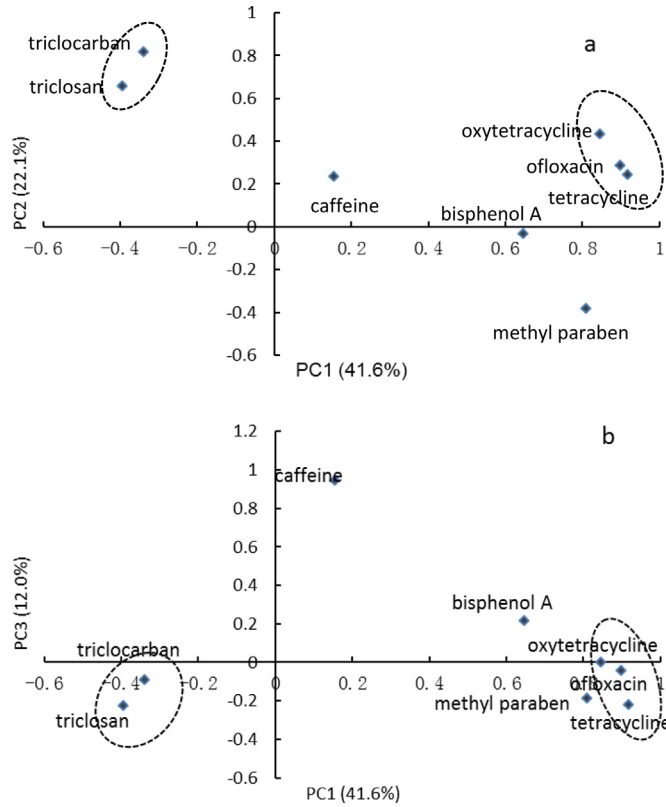 1
triclocarban
a
0.8
triclosan
0.6
oxytetracycline
0.4
ofloxacin
0.2
tetracycline
caffeine
bisphenol A
0
-0.6 -0.4 -0.2 0 0.2 0.4 0.6 0.8 1
-0.2
-0.4
methyl paraben
-0.6
PC1 (41.6%)
PC2 (22.1%)
1.2
b
1
caffeine
0.8
0.6
0.4
bisphenol A
0.2
triclocarban
oxytetracycline
0
-0.6 -0.4 -0.2 0 0.2 0.4 0.6 0.8 1
ofloxacin
-0.2
triclosan
methyl paraben
tetracycline
-0.4
-0.6
PC1 (41.6%)
PC3 (12.0%)